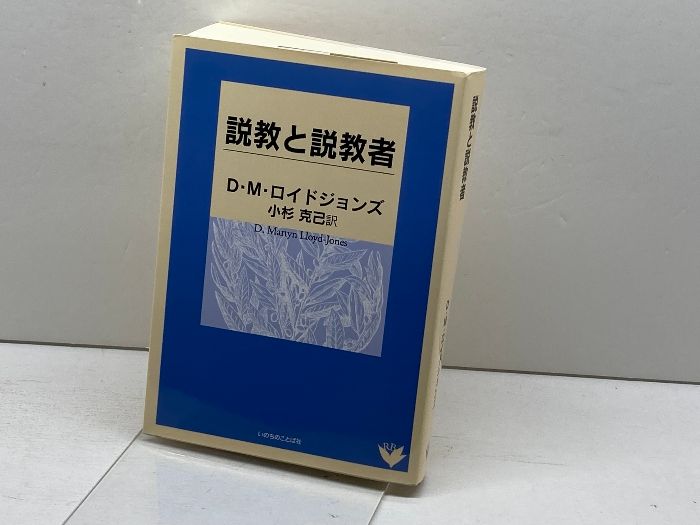 説教と説教者
D・M・ロイドジョンズ
小杉 克己訳
D. Martyn Lloyd-Jones
いのちのことば社
RB
説教と説教者